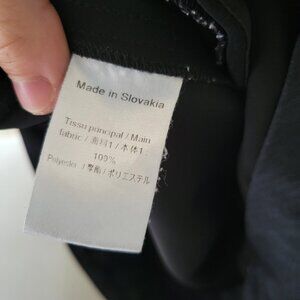 Made in Slovakia
Tissu principal / Main
fabric / 面料1 / 本体1 :
100%
Polyester / 聚酯 / ポリエステル